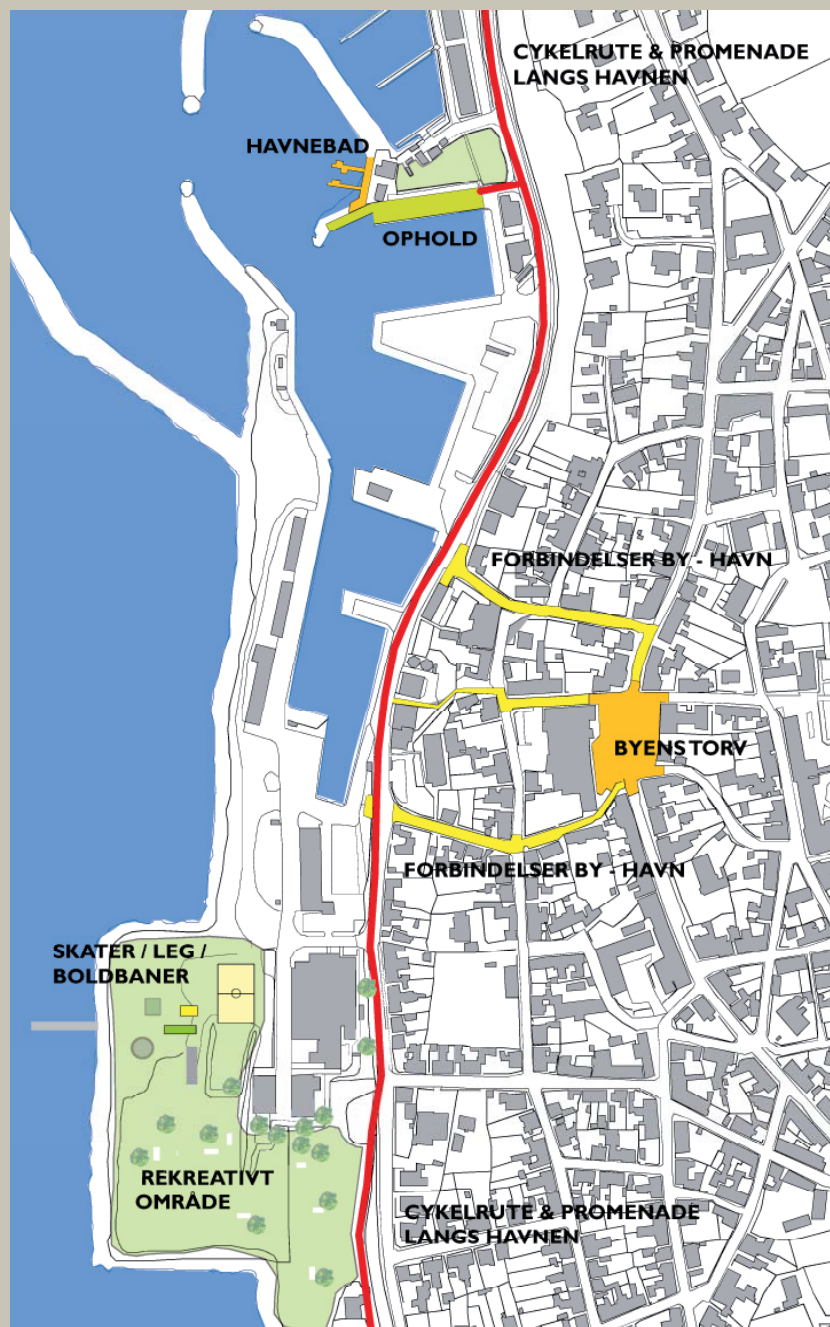 CYKELRUTE & PROMENADE
LANGS HAVNEN
HAVNEBAD
OPHOLD
FORBINDELSER BY - HAVN
BYENS TORV
FORBINDELSER BY - HAVN
SKATER / LEG /
BOLDBANER
REKREATIVT
OMRÅDE
CYKELRUTE & PROMENADE
LANGS HAVNEN